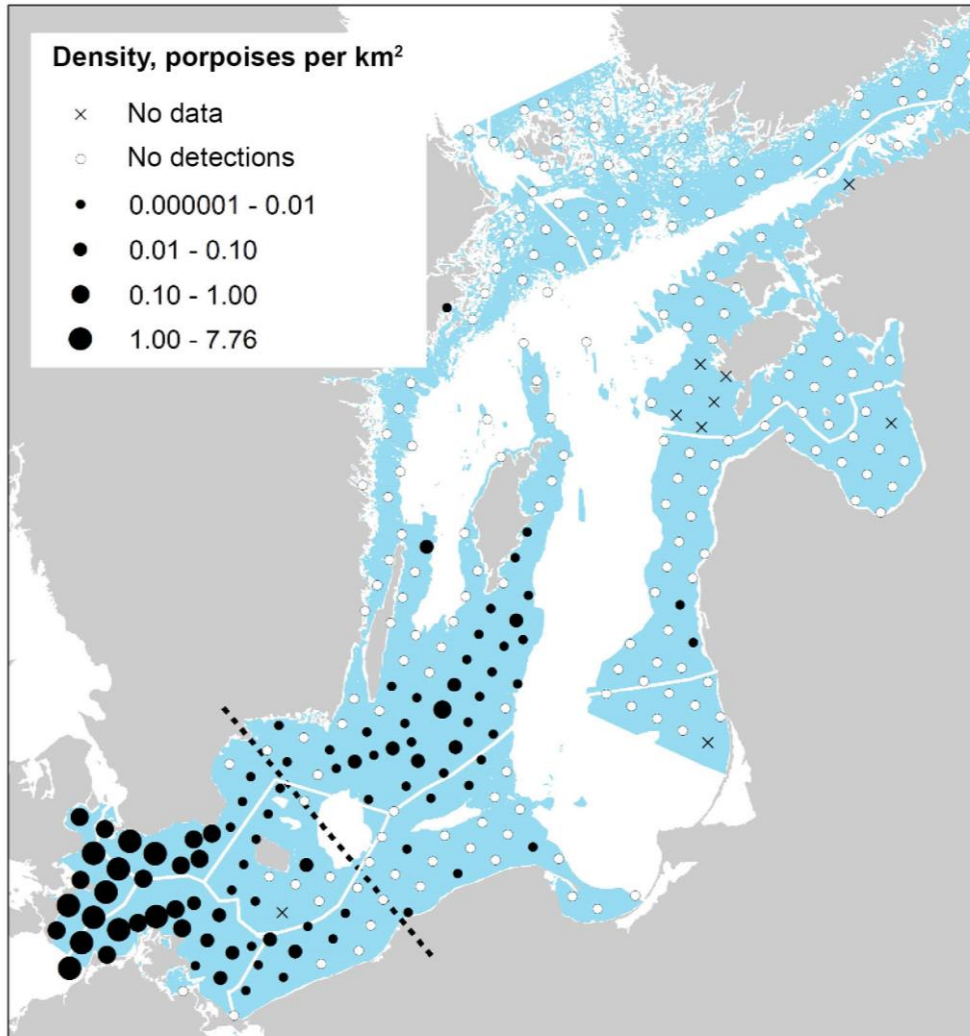 Density, porpoises per km²
No data
No detections
0.000001 - 0.01
0.01 - 0.10
0.10 - 1.00
1.00 - 7.76